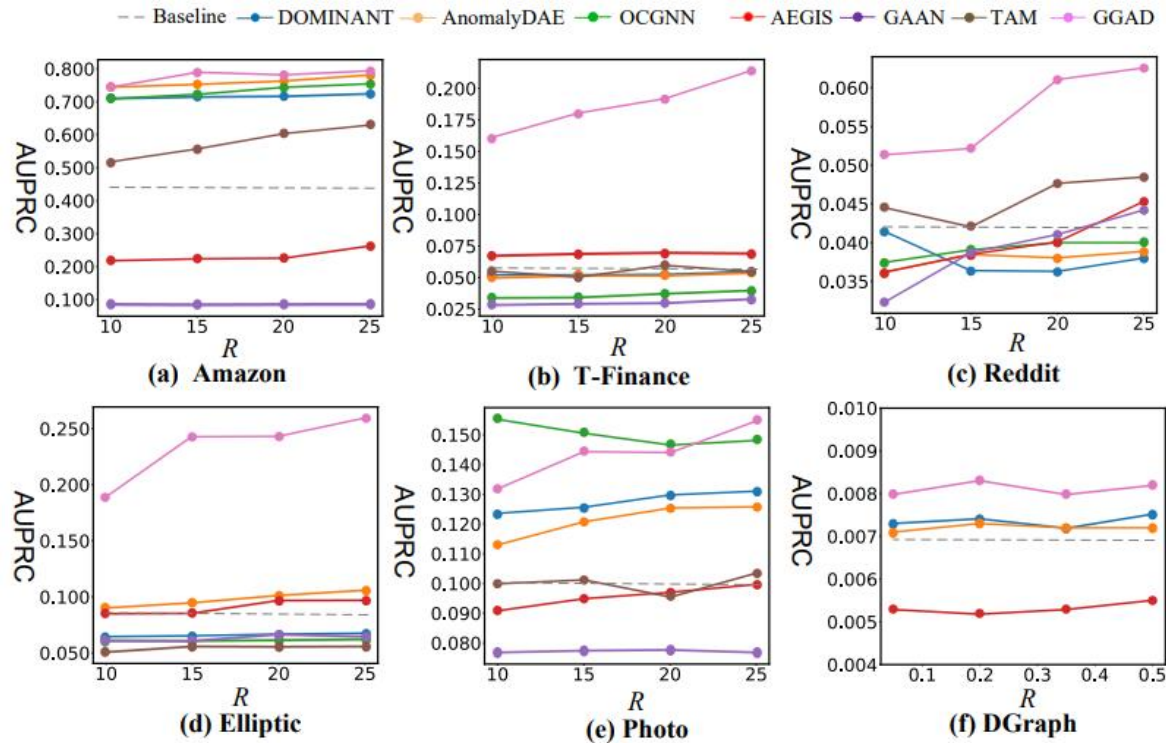 Baseline DOMINANT AnomalyDAE OCGNN AEGIS GAAN TAM GGAD
AUPRC
0.800
0.700
0.600
0.500
0.400
0.300
0.200
0.100
10 15 20 25
R
(a) Amazon
AUPRC
0.200
0.175
0.150
0.125
0.100
0.075
0.050
0.025
10 15 20 25
R
(b) T-Finance
AUPRC
0.060
0.055
0.050
0.045
0.040
0.035
10 15 20 25
R
(c) Reddit
AUPRC
0.250
0.200
0.150
0.100
0.050
10 15 20 25
R
(d) Elliptic
AUPRC
0.150
0.140
0.130
0.120
0.110
0.100
0.090
0.080
10 15 20 25
R
(e) Photo
AUPRC
0.010
0.009
0.008
0.007
0.006
0.005
0.004
0.1 0.2 0.3 0.4 0.5
R
(f) DGraph